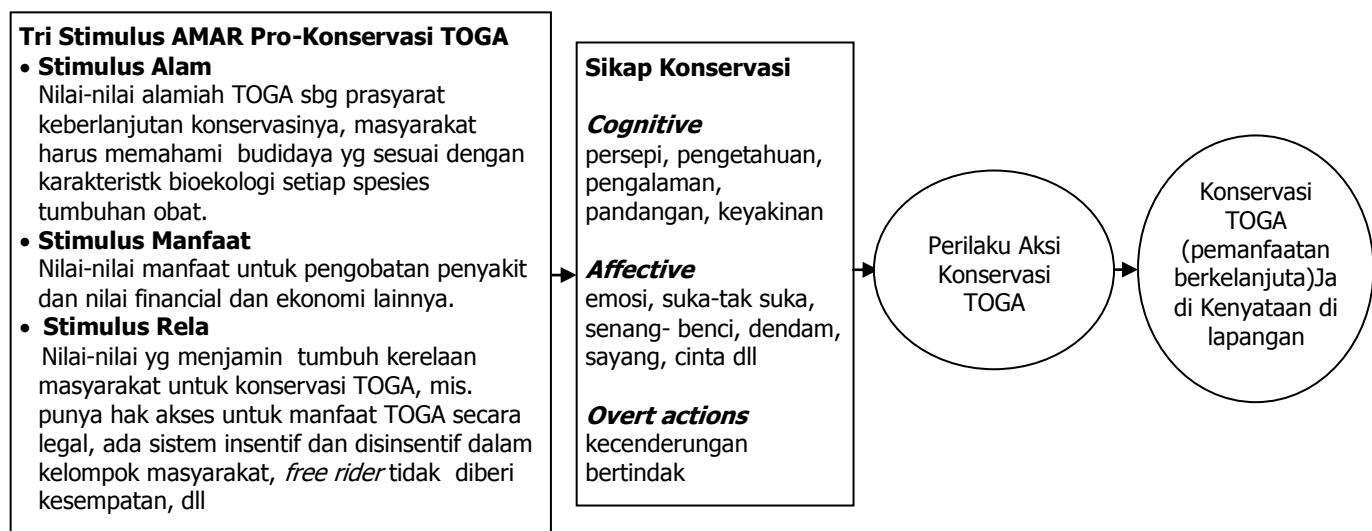 Tri Stimulus AMAR Pro-Konservasi TOGA
• Stimulus Alam
Nilai-nilai alamiah TOGA sbg prasyarat
keberlanjutan konservasinya, masyarakat
harus memahami budidaya yg sesuai dengan
karakteristk bioekologi setiap spesies
tumbuhan obat.
• Stimulus Manfaat
Nilai-nilai manfaat untuk pengobatan penyakit
dan nilai financial dan ekonomi lainnya.
• Stimulus Rela
Nilai-nilai yg menjamin tumbuh kerelaan
masyarakat untuk konservasi TOGA, mis.
punya hak akses untuk manfaat TOGA secara
legal, ada sistem insentif dan disinsentif dalam
kelompok masyarakat, free rider tidak diberi
kesempatan, dll
Sikap Konservasi
Cognitive
persepi, pengetahuan,
pengalaman,
pandangan, keyakinan
Affective
emosi, suka-tak suka,
senang- benci, dendam,
sayang, cinta dll
Overt actions
kecenderungan
bertindak
Perilaku Aksi
Konservasi
TOGA
Konservasi
TOGA
(pemanfaatan
berkelanjuta)Ja
di Kenyataan di
lapangan